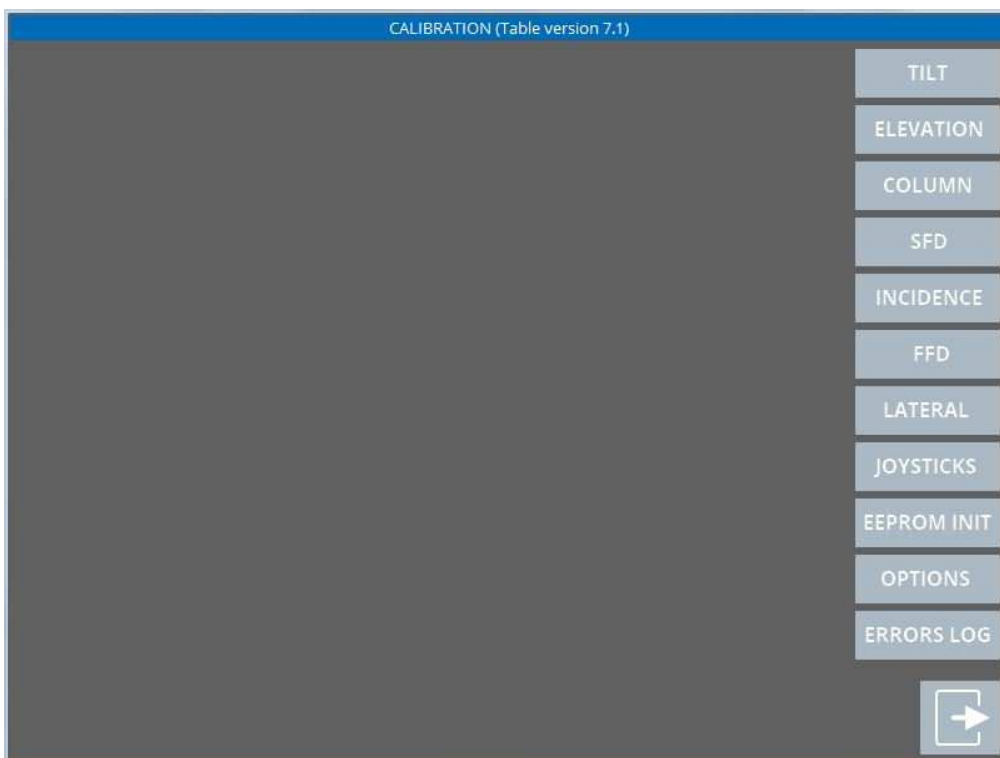 CALIBRATION (Table version 7.1)
TILT
ELEVATION
COLUMN
SFD
INCIDENCE
FFD
LATERAL
JOYSTICKS
EEPROM INIT
OPTIONS
ERRORS LOG